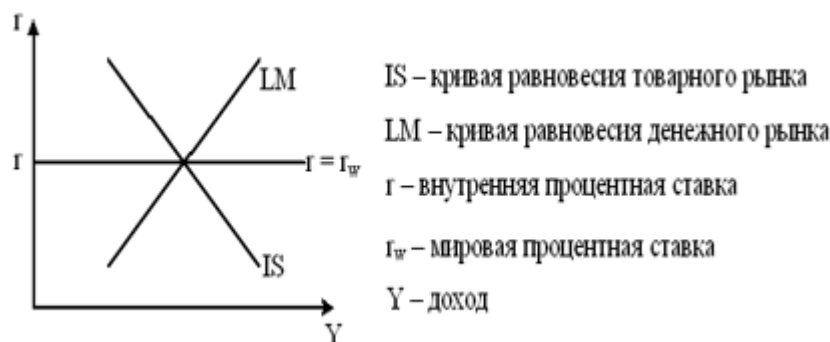 r
LM
r
r = r_w
IS
Y
IS – кривая равновесия товарного рынка
LM – кривая равновесия денежного рынка
r – внутренняя процентная ставка
r_w – мировая процентная ставка
Y – доход